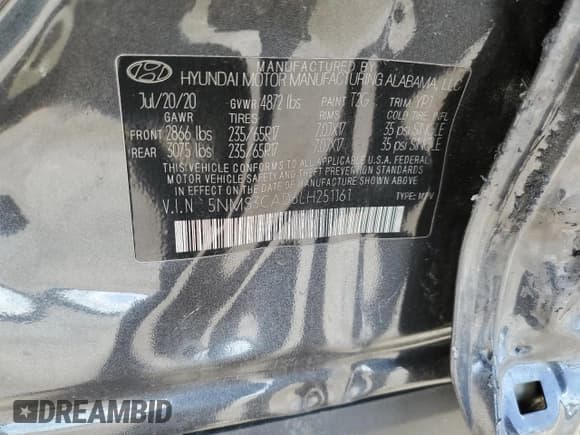 MANUFACTURED BY
HYUNDAI MOTOR MANUFACTURING ALABAMA, LLC
Jul/20/20 GVWR 4872 lbs PAINT T2G TRIM YPT
GAWR TIRES RIMS COLD TIRE INFL
FRONT 2866 lbs 235/65R17 7.0JX17 35 psi SINGLE
REAR 3075 lbs 235/65R17 7.0JX17 35 psi SINGLE
THIS VEHICLE CONFORMS TO ALL APPLICABLE U.S.A. FEDERAL
MOTOR VEHICLE SAFETY, BUMPER, AND THEFT PREVENTION STANDARDS
IN EFFECT ON THE DATE OF MANUFACTURE SHOWN ABOVE.
V.I.N TYPE: MPV
DREAMBID